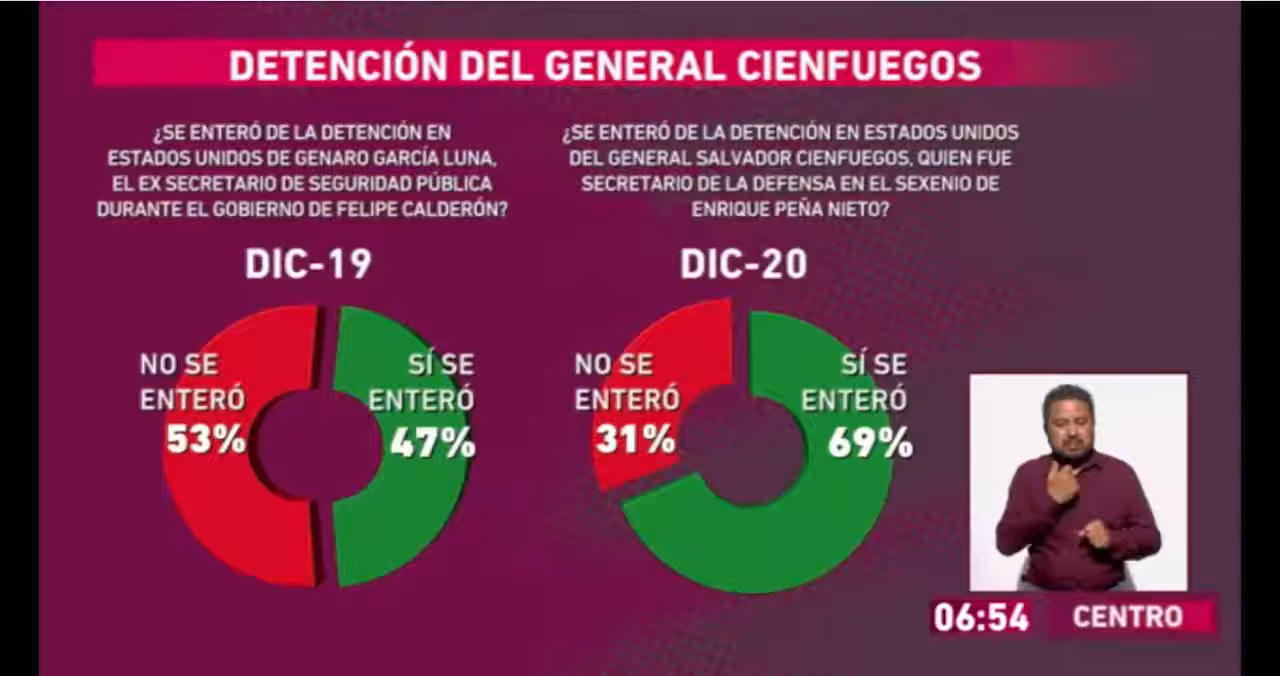 DETENCIÓN DEL GENERAL CIENFUEGOS
¿SE ENTERÓ DE LA DETENCIÓN EN
ESTADOS UNIDOS DE GENARO GARCÍA LUNA,
EL EX SECRETARIO DE SEGURIDAD PÚBLICA
DURANTE EL GOBIERNO DE FELIPE CALDERÓN?
DIC-19
NO SE
ENTERÓ
53%
SÍ SE
ENTERÓ
47%
¿SE ENTERÓ DE LA DETENCIÓN EN ESTADOS UNIDOS
DEL GENERAL SALVADOR CIENFUEGOS, QUIEN FUE
SECRETARIO DE LA DEFENSA EN EL SEXENIO DE
ENRIQUE PEÑA NIETO?
DIC-20
NO SE
ENTERÓ
31%
SÍ SE
ENTERÓ
69%
06:54 CENTRO